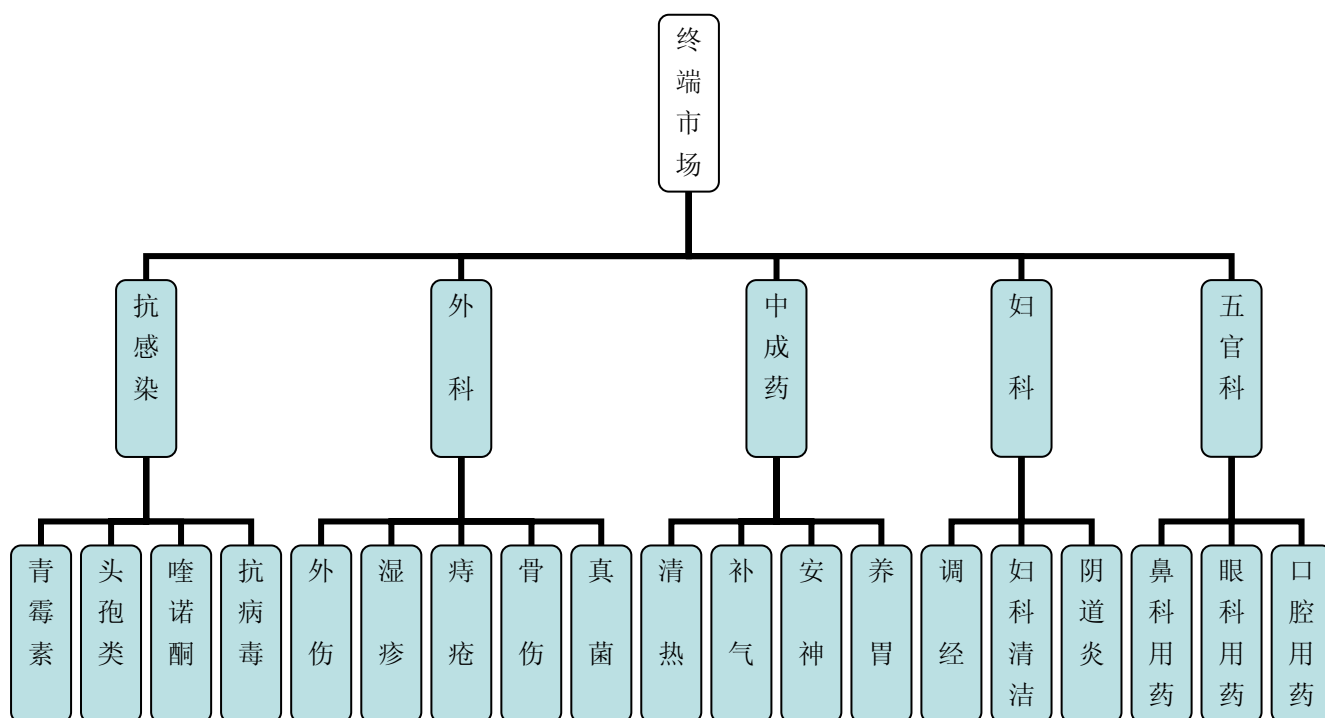 终端市场
抗感染
外科
中成药
妇科
五官科
青霉素
头孢类
喹诺酮
抗病毒
外伤
湿疹
痔疮
骨伤
真菌
清热
补气
安神
养胃
调经
妇科清洁
阴道炎
鼻科用药
眼科用药
口腔用药